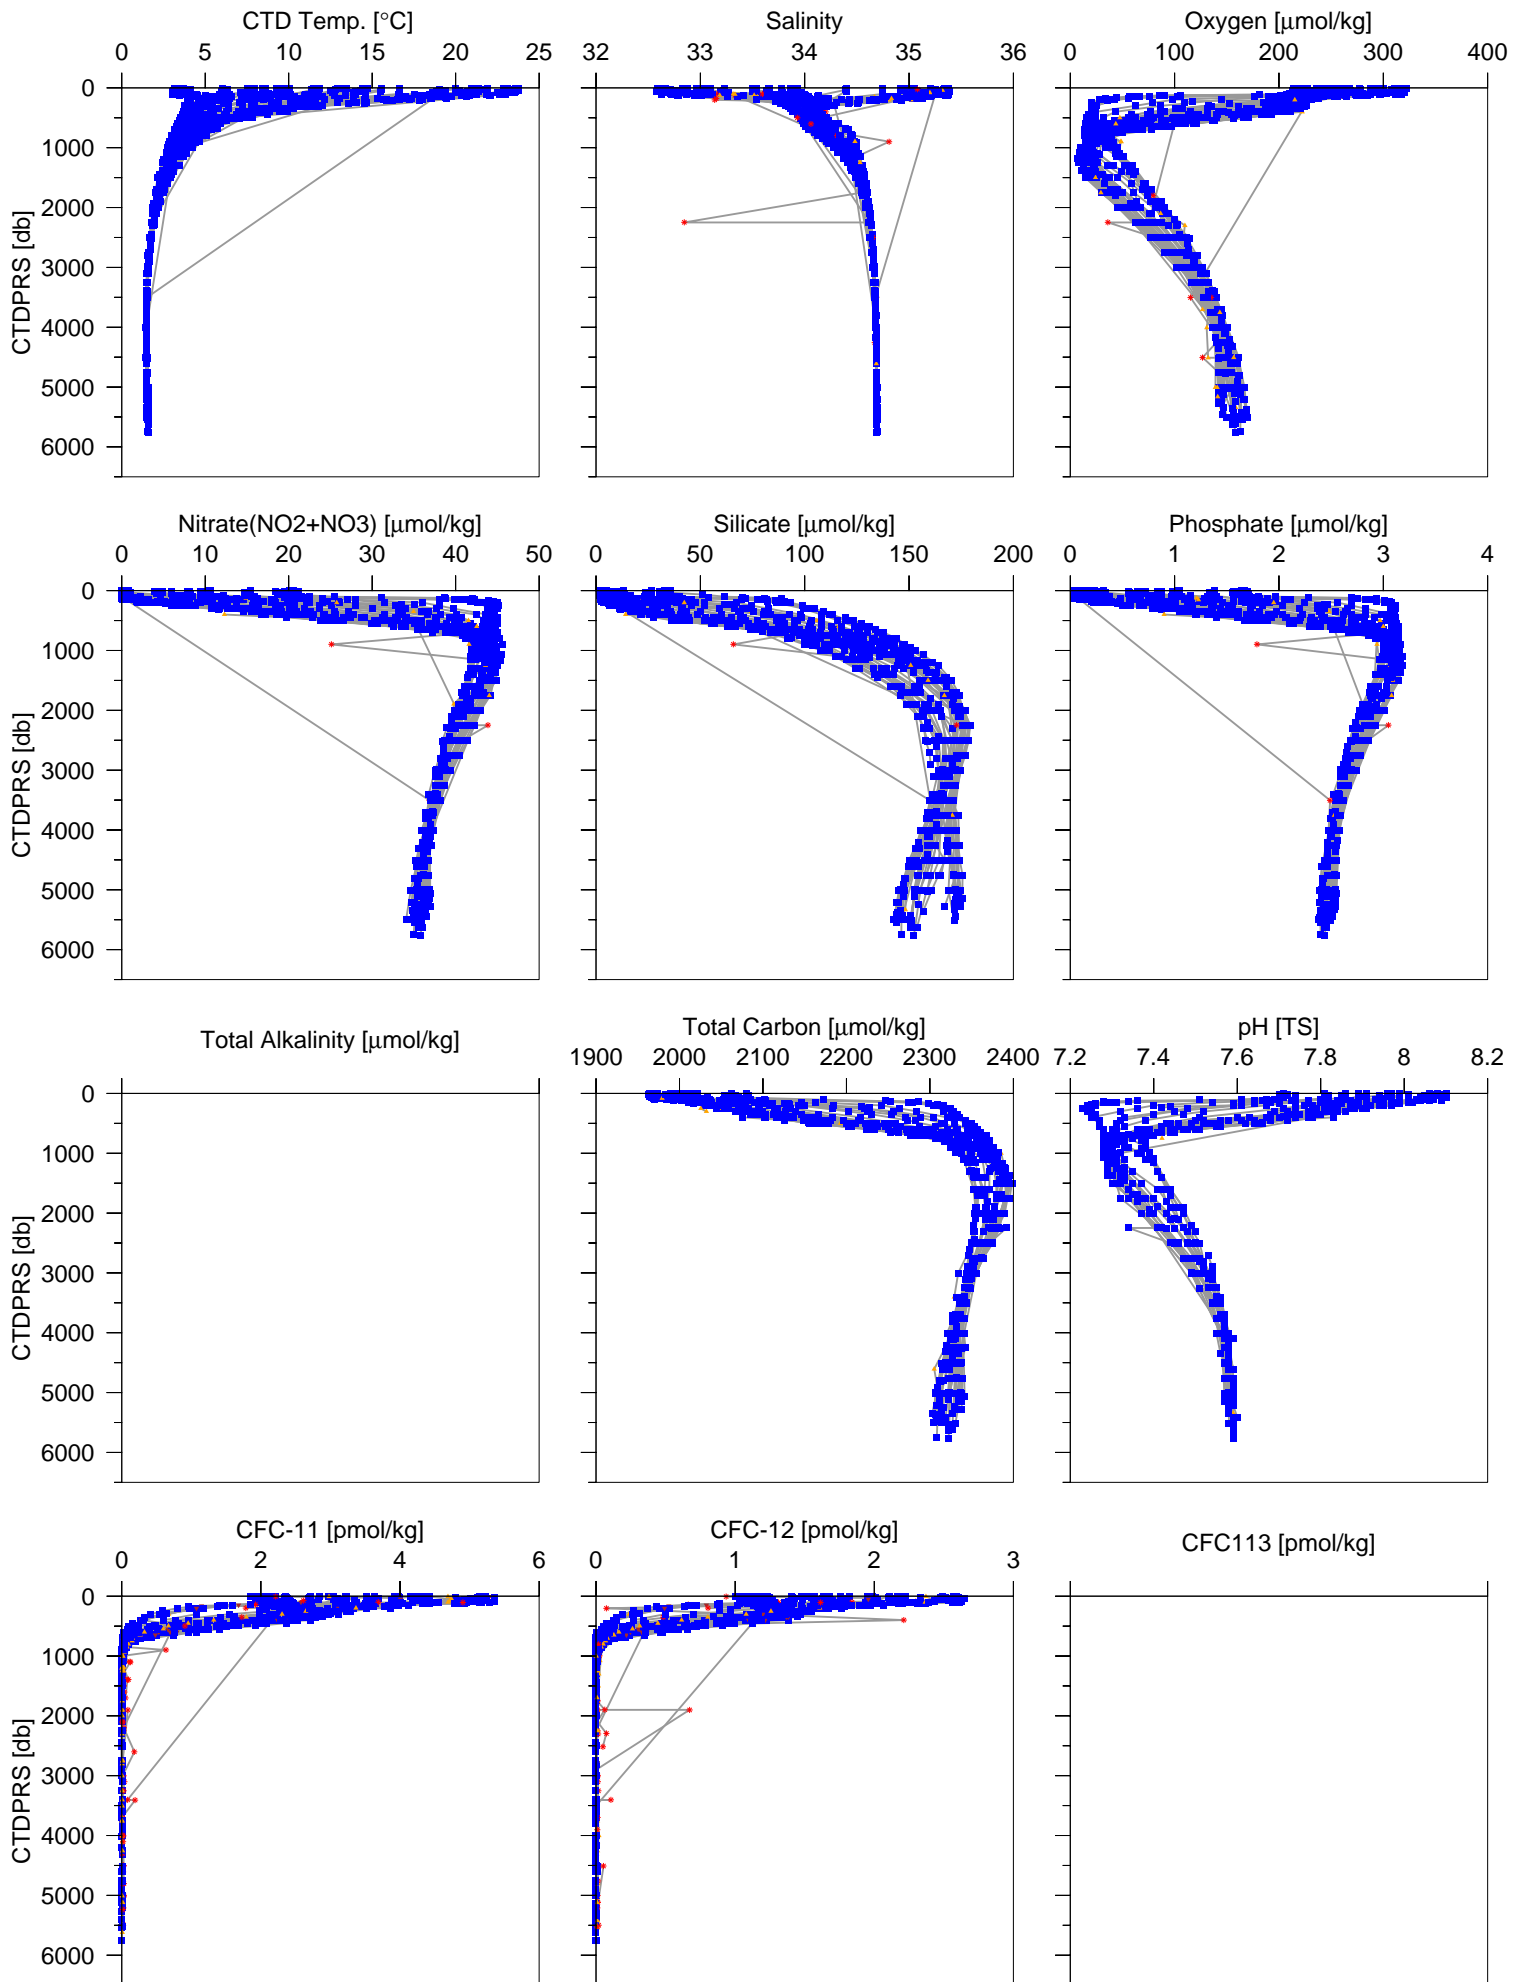 CTD Temp. [°C] Salinity Oxygen [μmol/kg]
0 5 10 15 20 25 32 33 34 35 36 0 100 200 300 400
0
1000
2000
3000
4000
5000
6000
CTDPRS [db]
Nitrate(NO2+NO3) [μmol/kg] Silicate [μmol/kg] Phosphate [μmol/kg]
0 10 20 30 40 50 0 50 100 150 200 0 1 2 3 4
0
1000
2000
3000
4000
5000
6000
CTDPRS [db]
Total Alkalinity [μmol/kg] Total Carbon [μmol/kg] pH [TS]
1900 2000 2100 2200 2300 2400 7.2 7.4 7.6 7.8 8 8.2
0
1000
2000
3000
4000
5000
6000
CTDPRS [db]
CFC-11 [pmol/kg] CFC-12 [pmol/kg] CFC113 [pmol/kg]
0 2 4 6 0 1 2 3
0
1000
2000
3000
4000
5000
6000
CTDPRS [db]